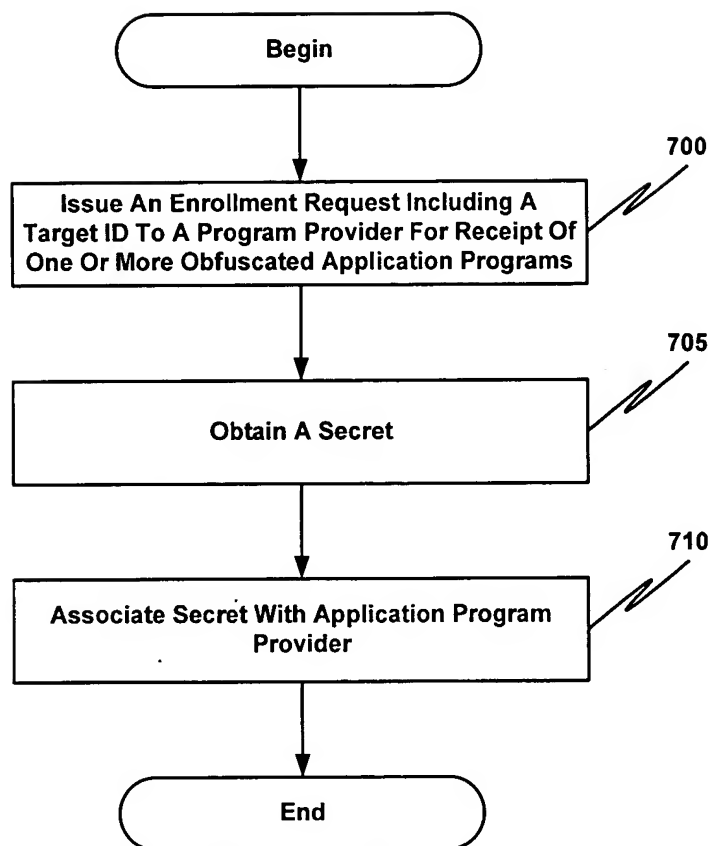 Begin
700
Issue An Enrollment Request Including A
Target ID To A Program Provider For Receipt Of
One Or More Obfuscated Application Programs
705
Obtain A Secret
710
Associate Secret With Application Program
Provider
End